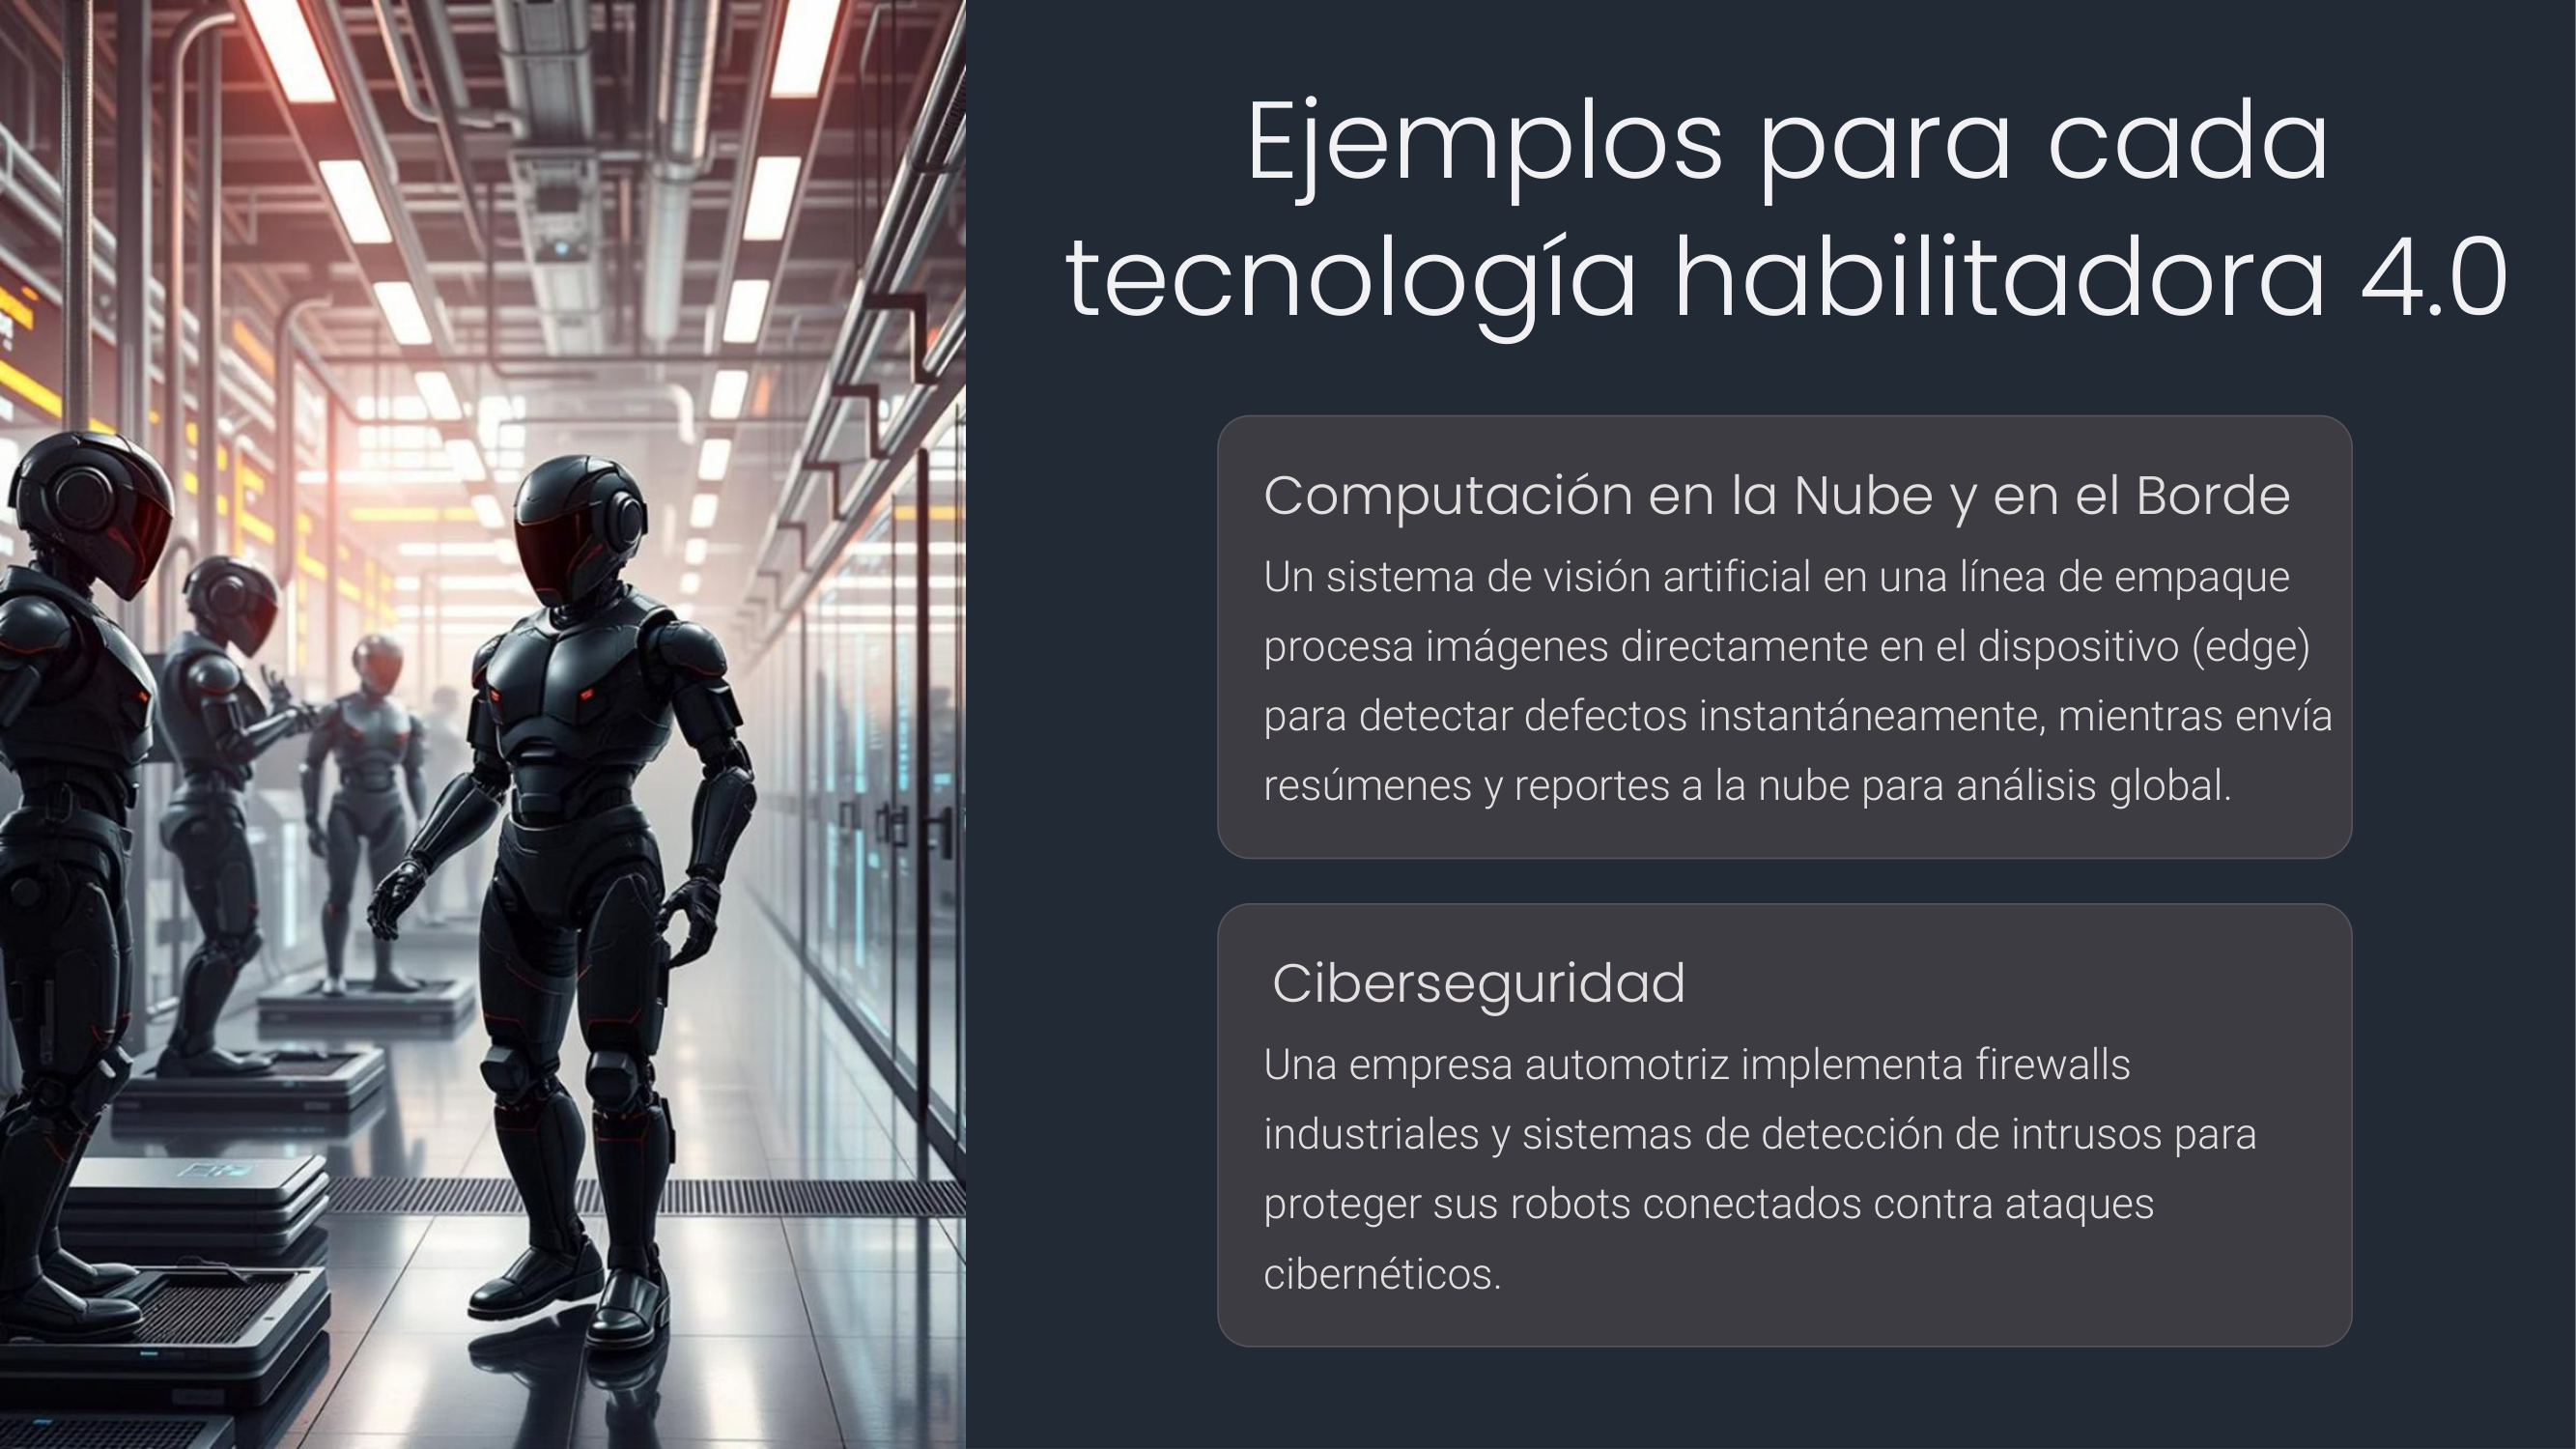 Ejemplos para cada
tecnología habilitadora 4.0
Computación en la Nube y en el Borde
Un sistema de visión artificial en una línea de empaque
procesa imágenes directamente en el dispositivo (edge)
para detectar defectos instantáneamente, mientras envía
resúmenes y reportes a la nube para análisis global.
Ciberseguridad
Una empresa automotriz implementa firewalls
industriales y sistemas de detección de intrusos para
proteger sus robots conectados contra ataques
cibernéticos.